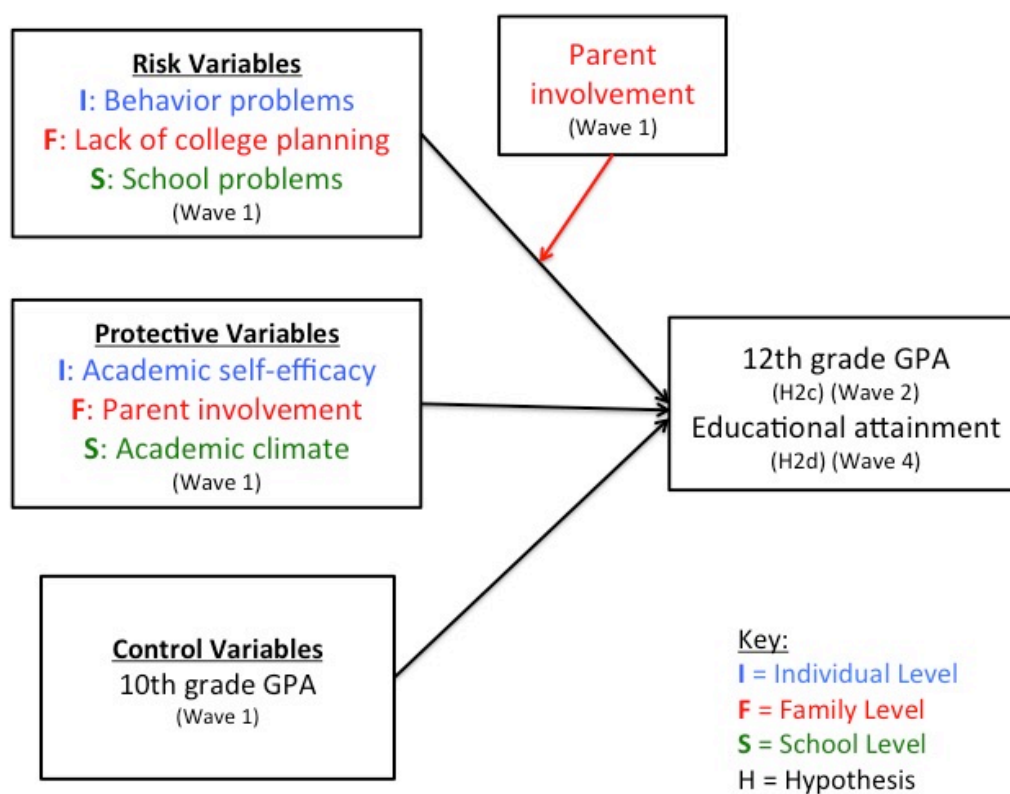 Risk Variables
I: Behavior problems
F: Lack of college planning
S: School problems
(Wave 1)
Parent
involvement
(Wave 1)
Protective Variables
I: Academic self-efficacy
F: Parent involvement
S: Academic climate
(Wave 1)
12th grade GPA
(H2c) (Wave 2)
Educational attainment
(H2d) (Wave 4)
Control Variables
10th grade GPA
(Wave 1)
Key:
I = Individual Level
F = Family Level
S = School Level
H = Hypothesis